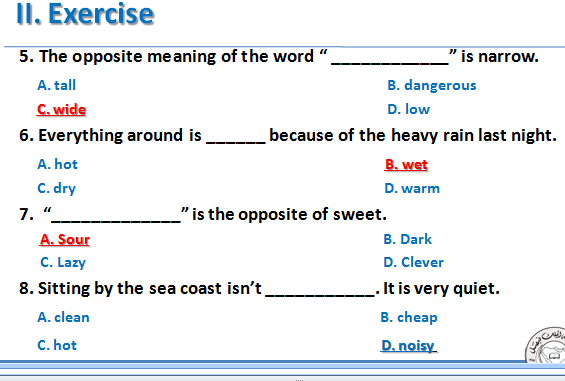 II. Exercise
5. The opposite meaning of the word “____________” is narrow.
A. tall B. dangerous
C. wide D. low
6. Everything around is ______ because of the heavy rain last night.
A. hot B. wet
C. dry D. warm
7. “_____________” is the opposite of sweet.
A. Sour B. Dark
C. Lazy D. Clever
8. Sitting by the sea coast isn’t ___________. It is very quiet.
A. clean B. cheap
C. hot D. noisy